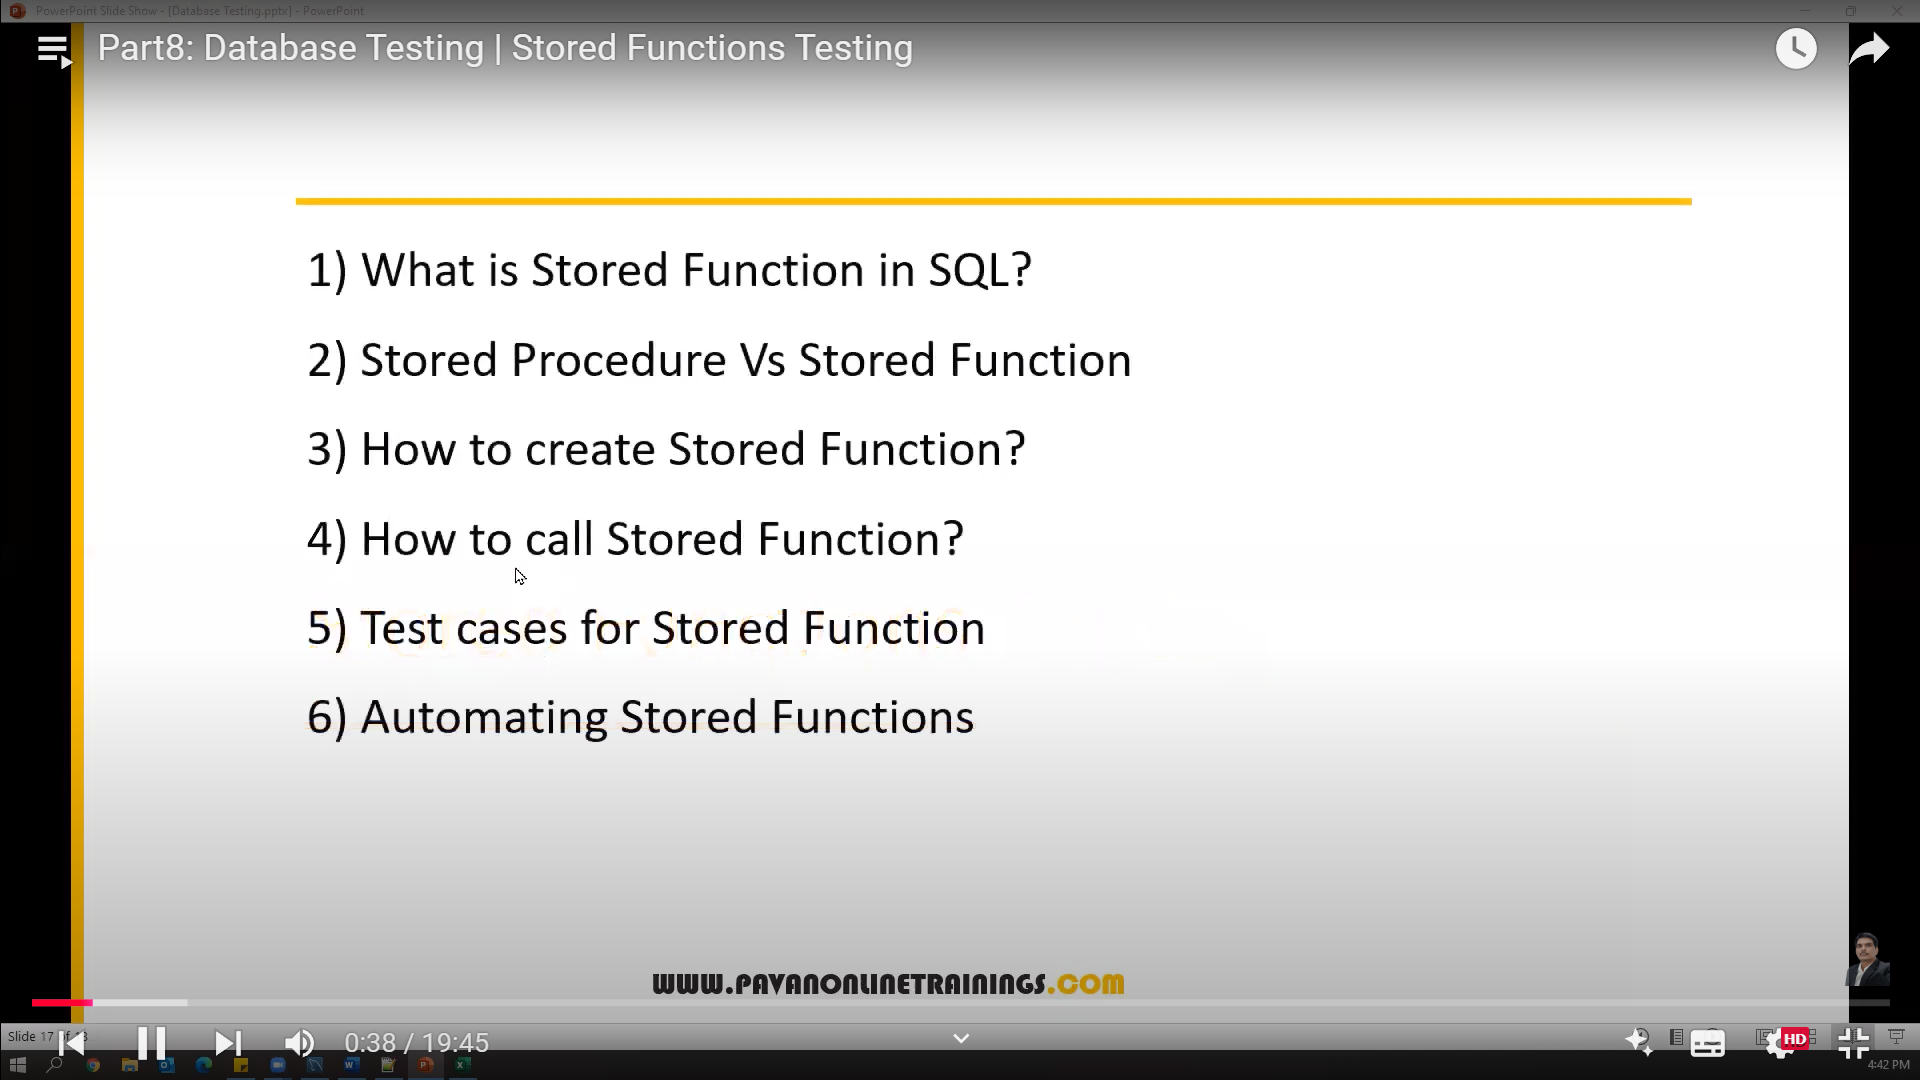 PowerPoint Slide Show - [Database Testing.pptx] - PowerPoint
Part8: Database Testing | Stored Functions Testing
1) What is Stored Function in SQL?
2) Stored Procedure Vs Stored Function
3) How to create Stored Function?
4) How to call Stored Function?
5) Test cases for Stored Function
6) Automating Stored Functions
WWW.PAVANONLINETRAININGS.COM
Slide 17 of
0:38 / 19:45
HD
4:42 PM